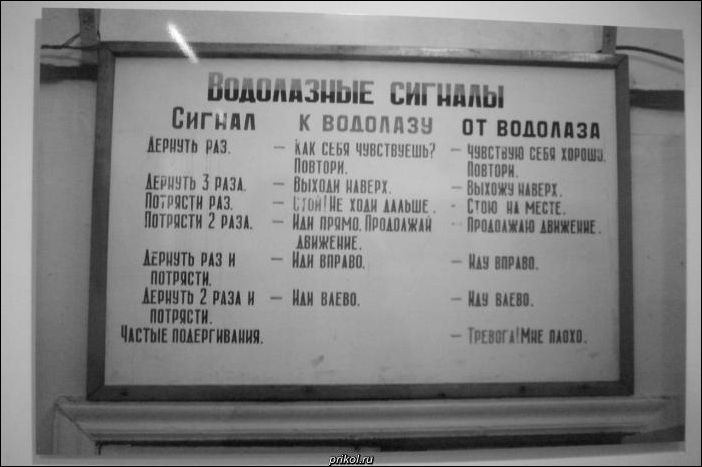 Водолазные сигналы
Сигнал К водолазу От водолаза
Дернуть раз. — Как себя чувствуешь? — Чувствую себя хорошо.
Повтори. Повтори.
Дернуть 3 раза. — Выходи наверх. — Выхожу наверх.
Потрясти раз. — Стой! Не ходи дальше. — Стою на месте.
Потрясти 2 раза. — Иди прямо. Продолжай — Продолжаю движение.
движение.
Дернуть раз и — Иди вправо. — Иду вправо.
потрясти.
Дернуть 2 раза и — Иди влево. — Иду влево.
потрясти.
Частые подергивания. — Тревога! Мне плохо.
prikol.ru